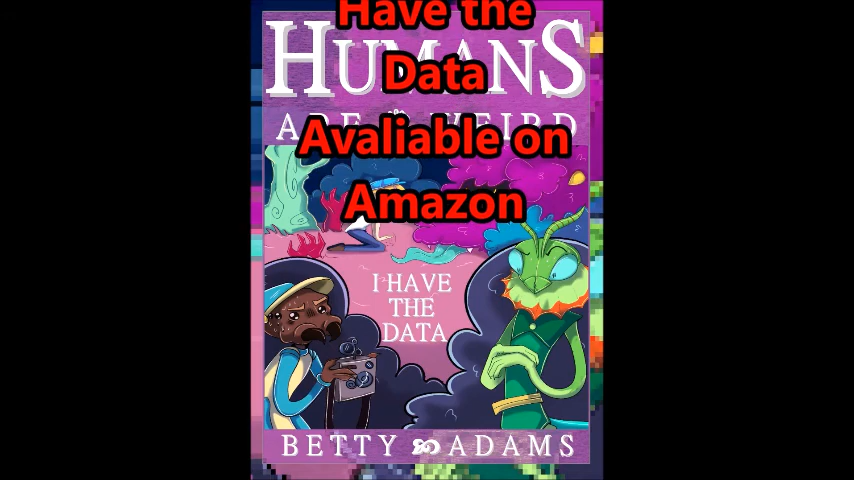 Have the
Data
Avaliable on
Amazon
HUMANS
ARE WEIRD
I HAVE
THE
DATA
BETTY ADAMS